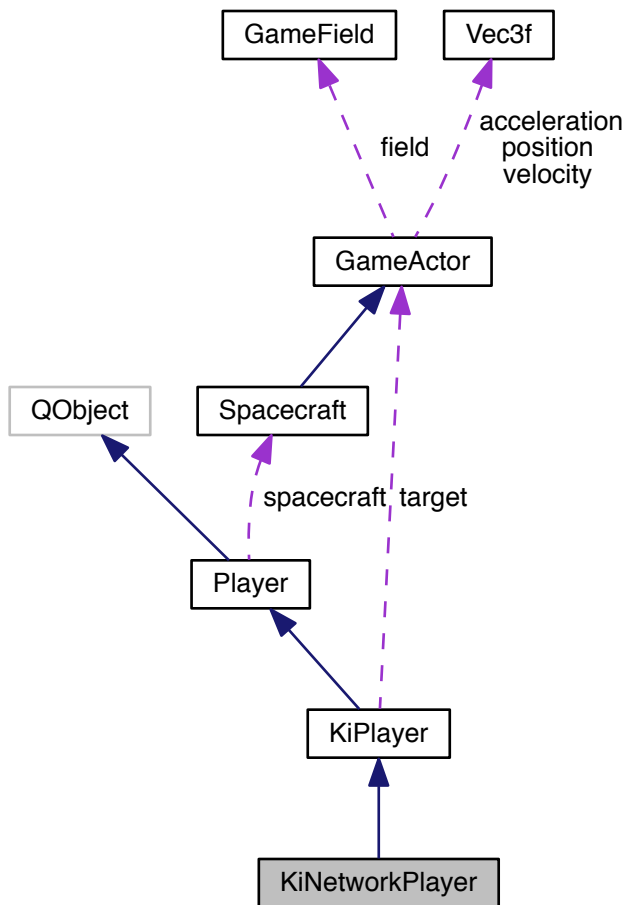 GameField
Vec3f
field
acceleration
position
velocity
GameActor
QObject
Spacecraft
spacecraft
target
Player
KiPlayer
KiNetworkPlayer